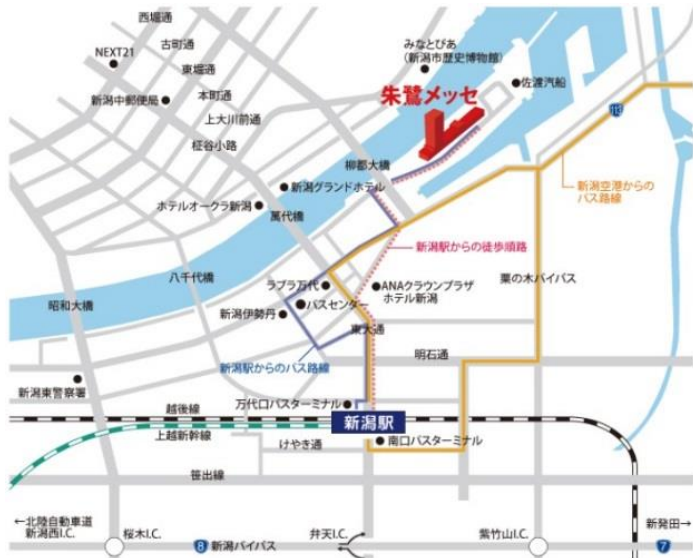 西堀通
古町通
NEXT21
東堀通
みなとぴあ
(新潟市歴史博物館)
佐渡汽船
新潟中郵便局
本町通
朱鷺メッセ
上大川前通
113
柾谷小路
柳都大橋
新潟グランドホテル
新潟空港からの
バス路線
ホテルオークラ新潟
萬代橋
新潟駅からの徒歩順路
八千代橋
栗の木バイパス
ラブラ万代
ANAクラウンプラザ
ホテル新潟
昭和大橋
バスセンター
新潟伊勢丹
東大通
明石通
新潟駅からのバス路線
新潟東警察署
万代口バスターミナル
越後線
新潟駅
上越新幹線
けやき通
南口バスターミナル
笹出線
←北陸自動車道
新潟西I.C.
新発田→
桜木I.C.
8 新潟バイパス
弁天I.C.
紫竹山I.C.
7